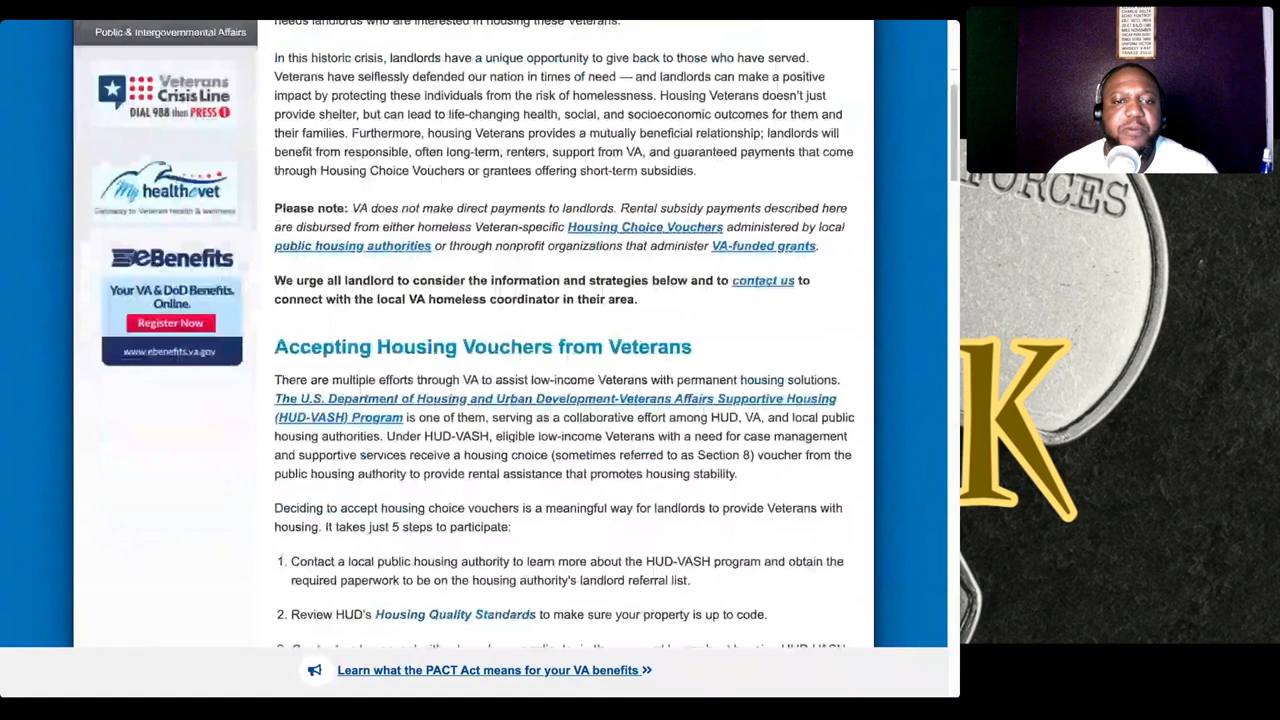 needs landlords who are interested in housing these Veterans.
Public & Intergovernmental Affairs
Veterans
Crisis Line
DIAL 988 then PRESS 1
My healthevet
Gateway to Veteran health & wellness
eBenefits
Your VA & DoD Benefits.
Online.
Register Now
www.ebenefits.va.gov
In this historic crisis, landlords have a unique opportunity to give back to those who have served.
Veterans have selflessly defended our nation in times of need — and landlords can make a positive
impact by protecting these individuals from the risk of homelessness. Housing Veterans doesn't just
provide shelter, but can lead to life-changing health, social, and socioeconomic outcomes for them and
their families. Furthermore, housing Veterans provides a mutually beneficial relationship; landlords will
benefit from responsible, often long-term, renters, support from VA, and guaranteed payments that come
through Housing Choice Vouchers or grantees offering short-term subsidies.
Please note: VA does not make direct payments to landlords. Rental subsidy payments described here
are disbursed from either homeless Veteran-specific Housing Choice Vouchers administered by local
public housing authorities or through nonprofit organizations that administer VA-funded grants.
We urge all landlord to consider the information and strategies below and to contact us to
connect with the local VA homeless coordinator in their area.
Accepting Housing Vouchers from Veterans
There are multiple efforts through VA to assist low-income Veterans with permanent housing solutions.
The U.S. Department of Housing and Urban Development-Veterans Affairs Supportive Housing
(HUD-VASH) Program is one of them, serving as a collaborative effort among HUD, VA, and local public
housing authorities. Under HUD-VASH, eligible low-income Veterans with a need for case management
and supportive services receive a housing choice (sometimes referred to as Section 8) voucher from the
public housing authority to provide rental assistance that promotes housing stability.
Deciding to accept housing choice vouchers is a meaningful way for landlords to provide Veterans with
housing. It takes just 5 steps to participate:
1. Contact a local public housing authority to learn more about the HUD-VASH program and obtain the
required paperwork to be on the housing authority's landlord referral list.
2. Review HUD's Housing Quality Standards to make sure your property is up to code.
Learn what the PACT Act means for your VA benefits »
FORCES
K